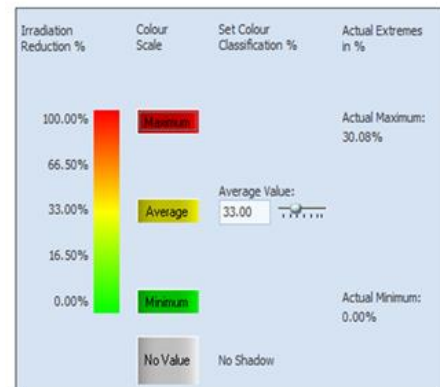 Irradiation
Reduction %
Colour
Scale
Set Colour
Classification %
Actual Extremes
in %
100.00%
Maximum
Actual Maximum:
30.08%
66.50%
Average Value:
33.00%
Average
33.00
16.50%
0.00%
Minimum
Actual Minimum:
0.00%
No Value
No Shadow